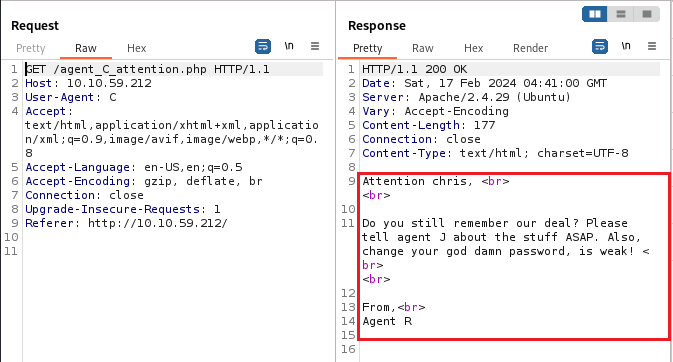 Request
Response
Pretty Raw Hex \n
Pretty Raw Hex Render \n
1 GET /agent_C_attention.php HTTP/1.1
2 Host: 10.10.59.212
3 User-Agent: C
4 Accept:
text/html,application/xhtml+xml,applicatio
n/xml;q=0.9,image/avif,image/webp,*/*;q=0.
8
5 Accept-Language: en-US,en;q=0.5
6 Accept-Encoding: gzip, deflate, br
7 Connection: close
8 Upgrade-Insecure-Requests: 1
9 Referer: http://10.10.59.212/
10
11
1 HTTP/1.1 200 OK
2 Date: Sat, 17 Feb 2024 04:41:00 GMT
3 Server: Apache/2.4.29 (Ubuntu)
4 Vary: Accept-Encoding
5 Content-Length: 177
6 Connection: close
7 Content-Type: text/html; charset=UTF-8
8
9 Attention chris, <br>
<br>
10
11 Do you still remember our deal? Please
tell agent J about the stuff ASAP. Also,
change your god damn password, is weak! <
br>
<br>
12
13 From,<br>
14 Agent R
15
16